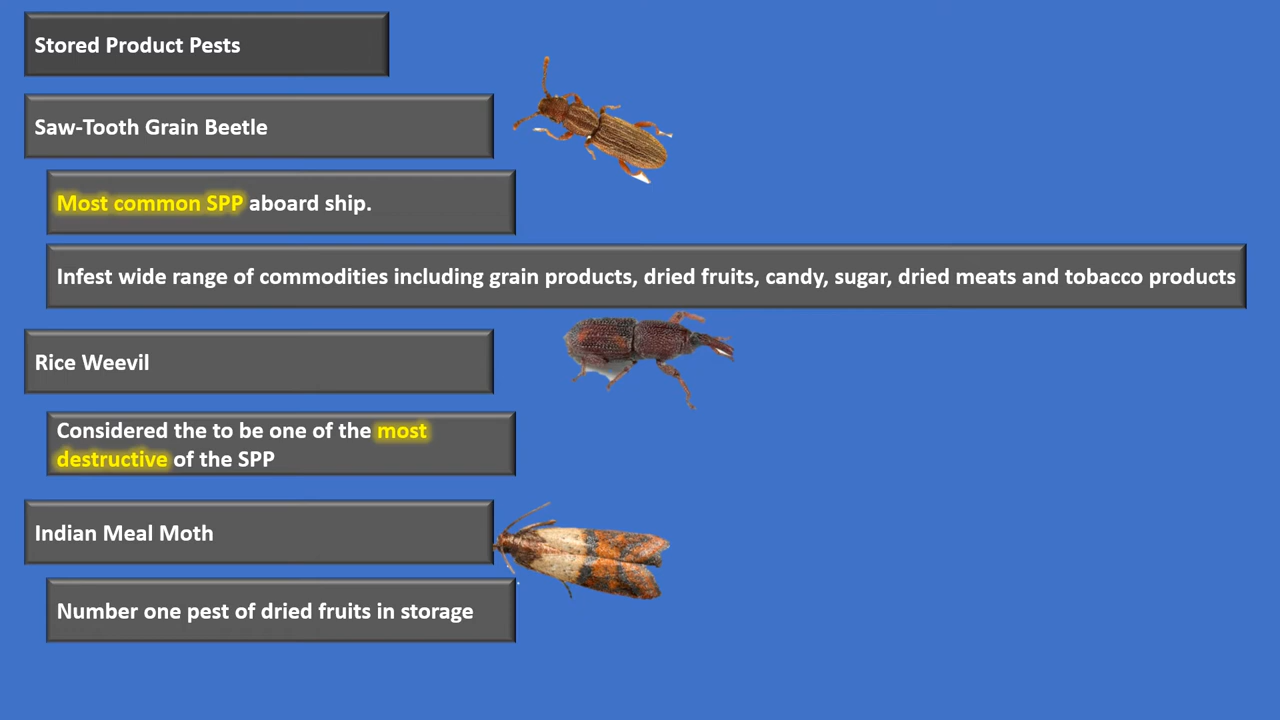 Stored Product Pests
Saw-Tooth Grain Beetle
Most common SPP aboard ship.
Infest wide range of commodities including grain products, dried fruits, candy, sugar, dried meats and tobacco products
Rice Weevil
Considered the to be one of the most
destructive of the SPP
Indian Meal Moth
Number one pest of dried fruits in storage